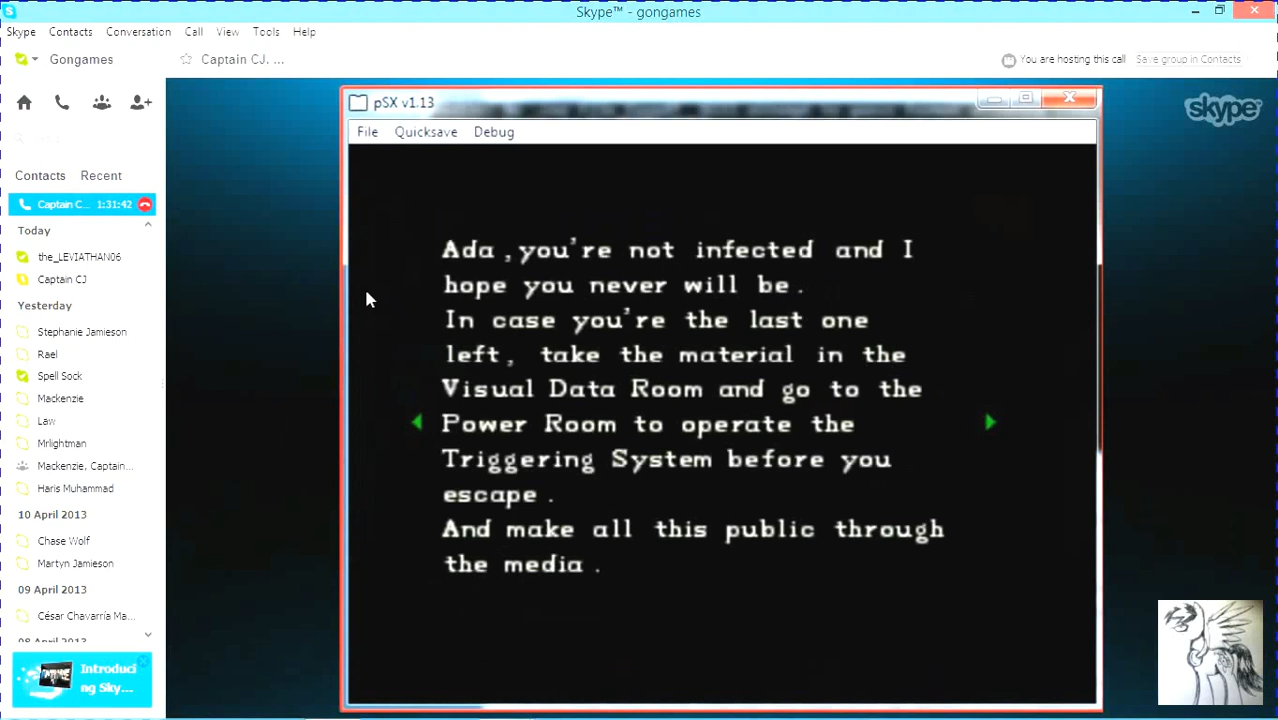 Skype™ - gongames
Skype Contacts Conversation Call View Tools Help
Gongames
Captain CJ. ...
You are hosting this call
Save group in Contacts
skype
pSX v1.13
File Quicksave Debug
Contacts Recent
Captain C... 1:31:42
Today
the_LEVIATHAN06
Captain CJ
Yesterday
Stephanie Jamieson
Rael
Spell Sock
Mackenzie
Law
Mrlightman
Mackenzie, Captain...
Haris Muhammad
10 April 2013
Chase Wolf
Martyn Jamieson
09 April 2013
César Chavarría Ma...
08 April 2013
Introduci
ng Sky...
Ada ,you're not infected and I
hope you never will be .
In case you're the last one
left, take the material in the
Visual Data Room and go to the
Power Room to operate the
Triggering System before you
escape .
And make all this public through
the media .